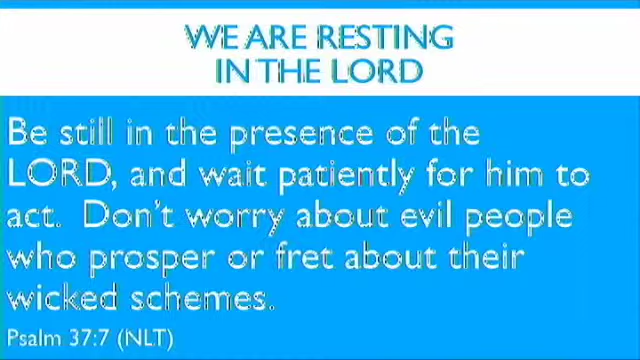 WE ARE RESTING
IN THE LORD
Be still in the presence of the
LORD, and wait patiently for him to
act. Don't worry about evil people
who prosper or fret about their
wicked schemes.
Psalm 37:7 (NLT)